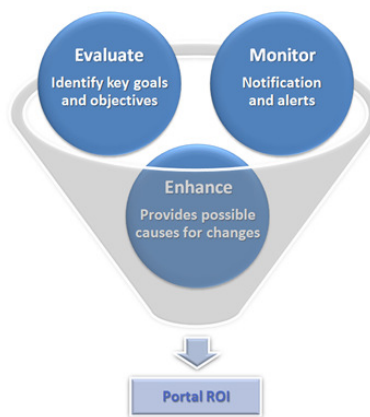 Evaluate
Identify key goals
and objectives
Monitor
Notification
and alerts
Enhance
Provides possible
causes for changes
Portal ROI